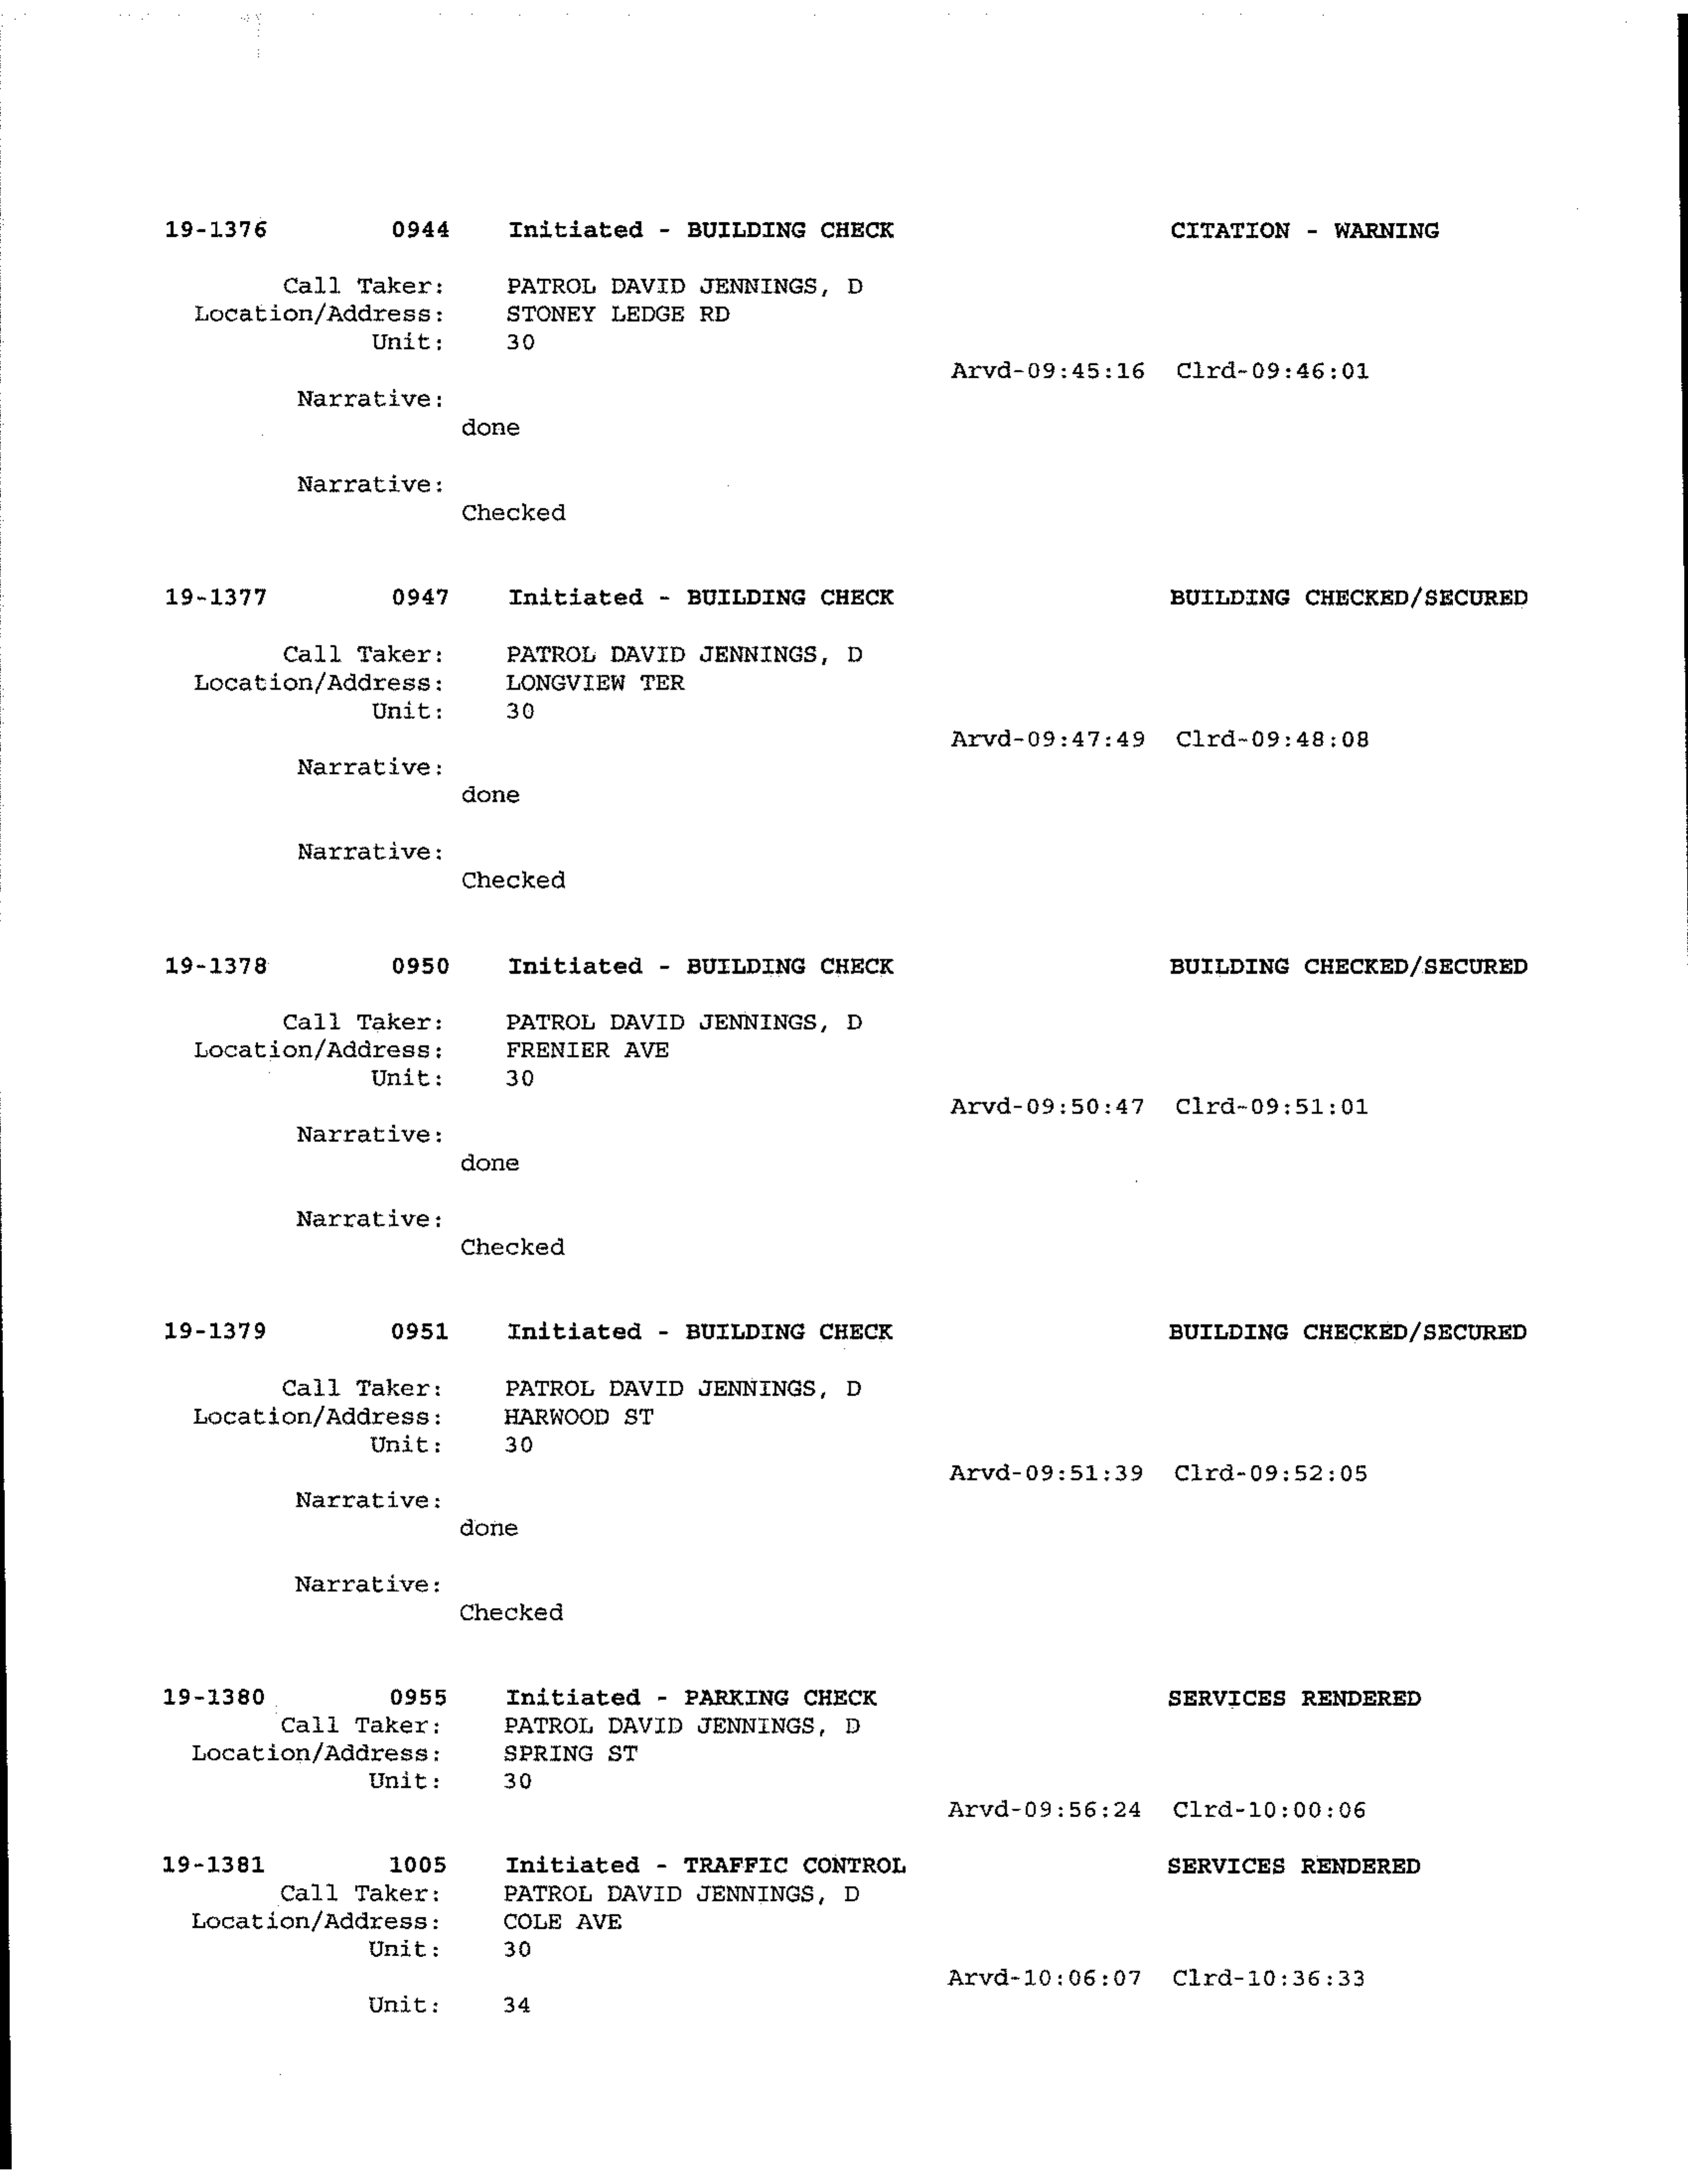 19-1376 0944 Initiated - BUILDING CHECK CITATION - WARNING
Call Taker: PATROL DAVID JENNINGS, D
Location/Address: STONEY LEDGE RD
Unit: 30
Arvd-09:45:16 Clrd-09:46:01
Narrative:
done
Narrative:
Checked
19-1377 0947 Initiated - BUILDING CHECK BUILDING CHECKED/SECURED
Call Taker: PATROL DAVID JENNINGS, D
Location/Address: LONGVIEW TER
Unit: 30
Arvd-09:47:49 Clrd-09:48:08
Narrative:
done
Narrative:
Checked
19-1378 0950 Initiated - BUILDING CHECK BUILDING CHECKED/SECURED
Call Taker: PATROL DAVID JENNINGS, D
Location/Address: FRENIER AVE
Unit: 30
Arvd-09:50:47 Clrd-09:51:01
Narrative:
done
Narrative:
Checked
19-1379 0951 Initiated - BUILDING CHECK BUILDING CHECKED/SECURED
Call Taker: PATROL DAVID JENNINGS, D
Location/Address: HARWOOD ST
Unit: 30
Arvd-09:51:39 Clrd-09:52:05
Narrative:
done
Narrative:
Checked
19-1380 0955 Initiated - PARKING CHECK SERVICES RENDERED
Call Taker: PATROL DAVID JENNINGS, D
Location/Address: SPRING ST
Unit: 30
Arvd-09:56:24 Clrd-10:00:06
19-1381 1005 Initiated - TRAFFIC CONTROL SERVICES RENDERED
Call Taker: PATROL DAVID JENNINGS, D
Location/Address: COLE AVE
Unit: 30
Arvd-10:06:07 Clrd-10:36:33
Unit: 34